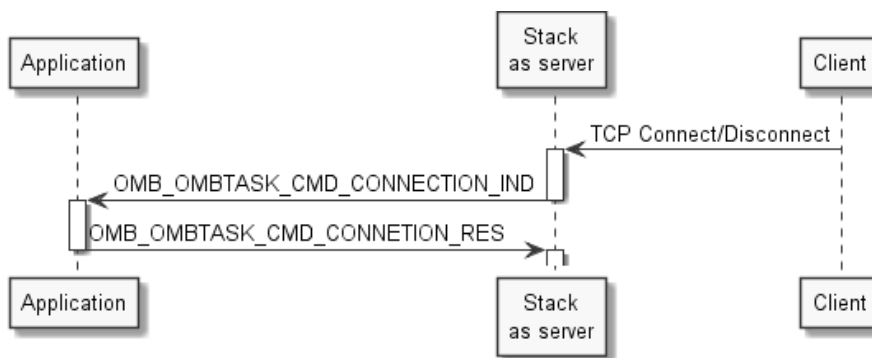 Application
Stack
as server
Client
TCP Connect/Disconnect
OMB_OMBTASK_CMD_CONNECTION_IND
OMB_OMBTASK_CMD_CONNETION_RES
Application
Stack
as server
Client